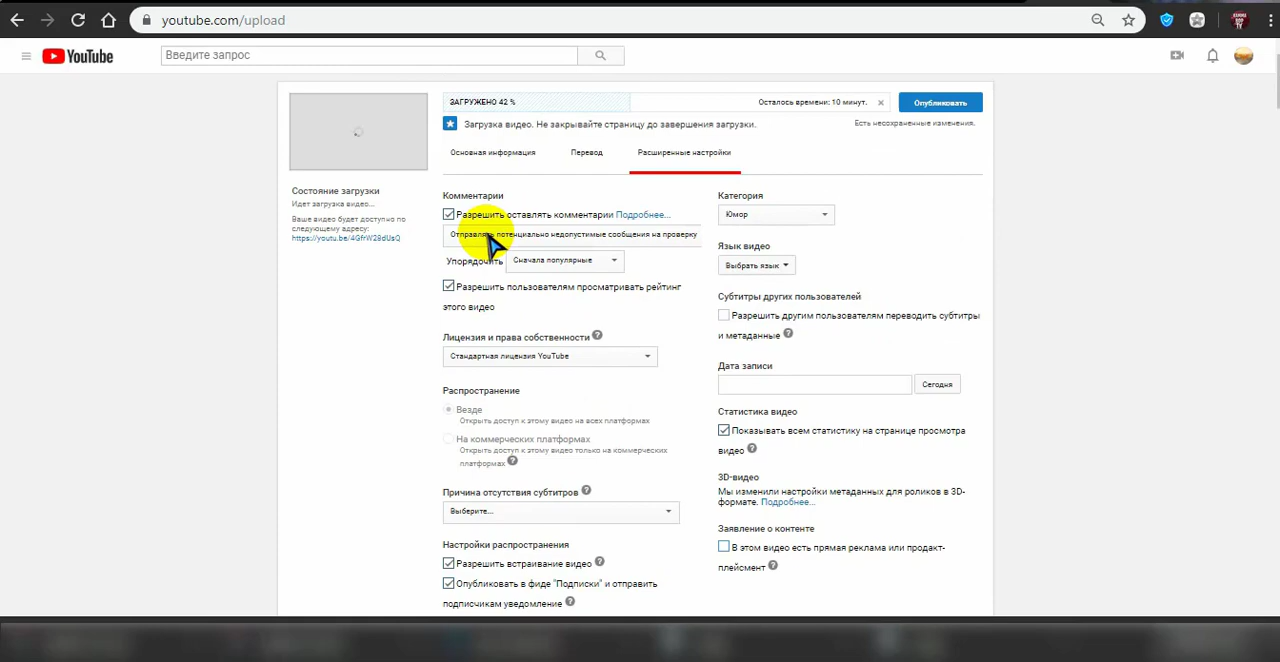 youtube.com/upload
YouTube
Введите запрос
ЗАГРУЖЕНО 42 %
Осталось времени: 10 минут.
Опубликовать
Загрузка видео. Не закрывайте страницу до завершения загрузки.
Есть несохраненные изменения.
Основная информация
Перевод
Расширенные настройки
Состояние загрузки
Идет загрузка видео...
Ваше видео будет доступно по
следующему адресу:
https://youtu.be/4GfrW28dUsQ
Комментарии
Разрешить оставлять комментарии Подробнее...
Отправлять потенциально недопустимые сообщения на проверку
Упорядочить
Сначала популярные
Разрешить пользователям просматривать рейтинг
этого видео
Лицензия и права собственности
Стандартная лицензия YouTube
Распространение
Везде
Открыть доступ к этому видео на всех платформах
На коммерческих платформах
Открыть доступ к этому видео только на коммерческих
платформах
Причина отсутствия субтитров
Выберите...
Настройки распространения
Разрешить встраивание видео
Опубликовать в фиде "Подписки" и отправить
подписчикам уведомление
Категория
Юмор
Язык видео
Выбрать язык
Субтитры других пользователей
Разрешить другим пользователям переводить субтитры
и метаданные
Дата записи
Сегодня
Статистика видео
Показывать всем статистику на странице просмотра
видео
3D-видео
Мы изменили настройки метаданных для роликов в 3D-
формате. Подробнее...
Заявление о контенте
В этом видео есть прямая реклама или продакт-
плейсмент